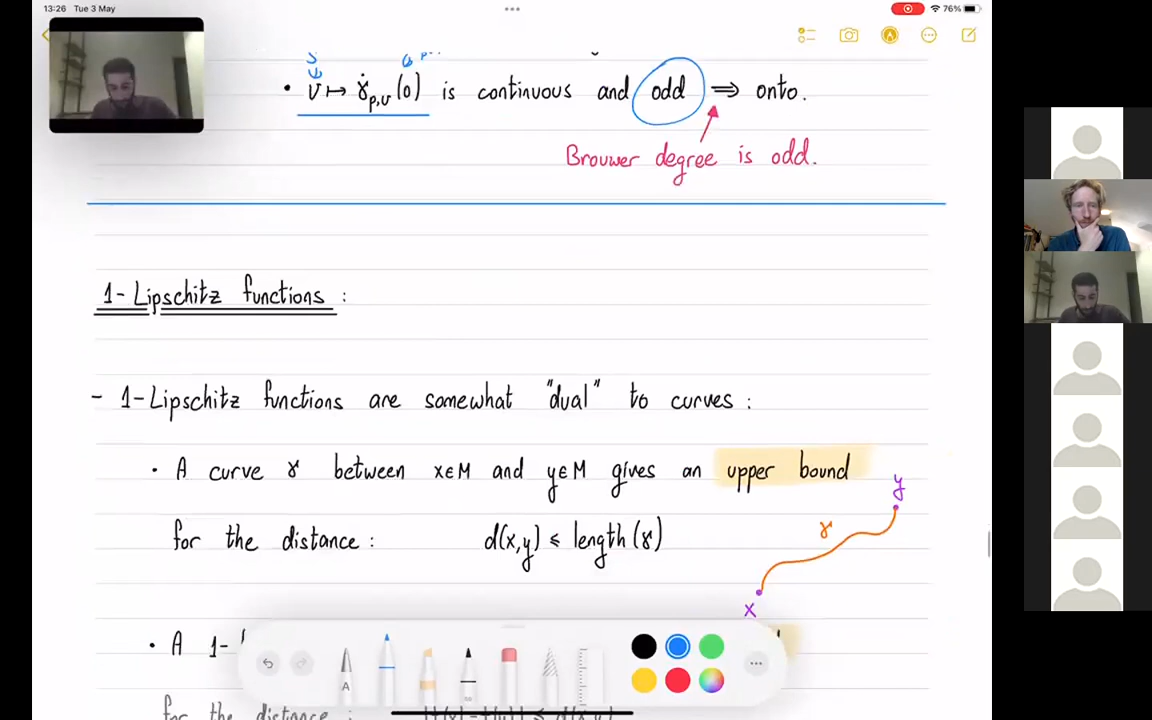 13:26 Tue 3 May
76%
• v ↦ γ̇_{p,v}(0) is continuous and odd ⟹ onto.
Brouwer degree is odd.
1-Lipschitz functions :
- 1-Lipschitz functions are somewhat "dual" to curves :
• A curve γ between x∈M and y∈M gives an upper bound
for the distance : d(x,y) ≤ length(γ)
y
γ
x
• A 1-
for the distance :
A